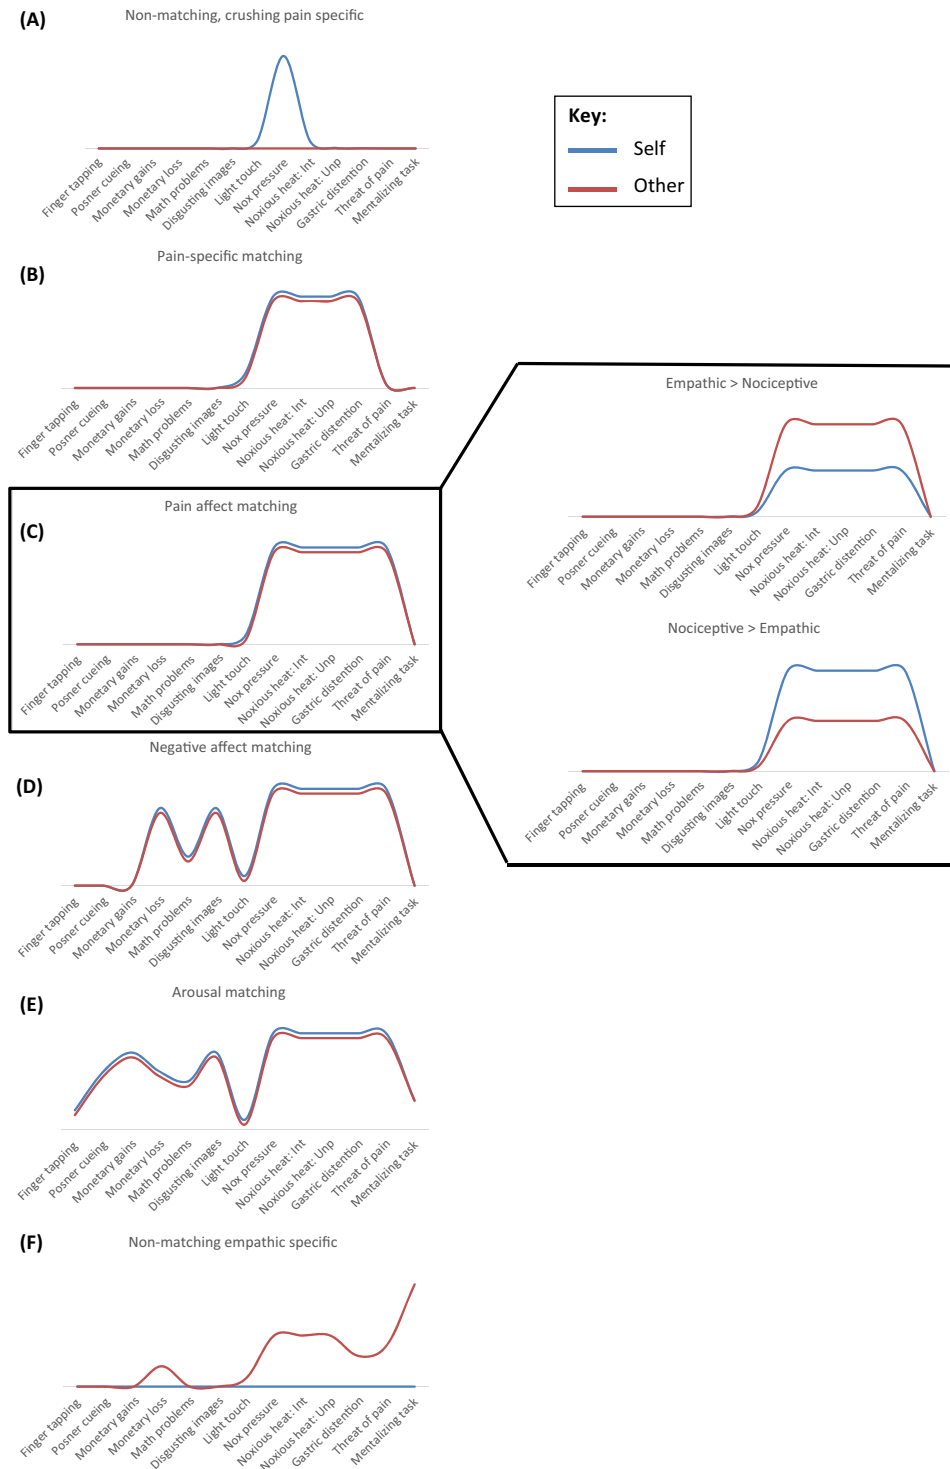 (A)
Non-matching, crushing pain specific
Finger tapping
Posner cueing
Monetary gains
Monetary loss
Math problems
Disgusting images
Light touch
Nox pressure
Noxious heat: Int
Noxious heat: Unp
Gastric distention
Threat of pain
Mentalizing task
Key:
Self
Other
(B)
Pain-specific matching
Finger tapping
Posner cueing
Monetary gains
Monetary loss
Math problems
Disgusting images
Light touch
Nox pressure
Noxious heat: Int
Noxious heat: Unp
Gastric distention
Threat of pain
Mentalizing task
(C)
Pain affect matching
Finger tapping
Posner cueing
Monetary gains
Monetary loss
Math problems
Disgusting images
Light touch
Nox pressure
Noxious heat: Int
Noxious heat: Unp
Gastric distention
Threat of pain
Mentalizing task
Empathic > Nociceptive
Finger tapping
Posner cueing
Monetary gains
Monetary loss
Math problems
Disgusting images
Light touch
Nox pressure
Noxious heat: Int
Noxious heat: Unp
Gastric distention
Threat of pain
Mentalizing task
Nociceptive > Empathic
Finger tapping
Posner cueing
Monetary gains
Monetary loss
Math problems
Disgusting images
Light touch
Nox pressure
Noxious heat: Int
Noxious heat: Unp
Gastric distention
Threat of pain
Mentalizing task
(D)
Negative affect matching
Finger tapping
Posner cueing
Monetary gains
Monetary loss
Math problems
Disgusting images
Light touch
Nox pressure
Noxious heat: Int
Noxious heat: Unp
Gastric distention
Threat of pain
Mentalizing task
(E)
Arousal matching
Finger tapping
Posner cueing
Monetary gains
Monetary loss
Math problems
Disgusting images
Light touch
Nox pressure
Noxious heat: Int
Noxious heat: Unp
Gastric distention
Threat of pain
Mentalizing task
(F)
Non-matching empathic specific
Finger tapping
Posner cueing
Monetary gains
Monetary loss
Math problems
Disgusting images
Light touch
Nox pressure
Noxious heat: Int
Noxious heat: Unp
Gastric distention
Threat of pain
Mentalizing task